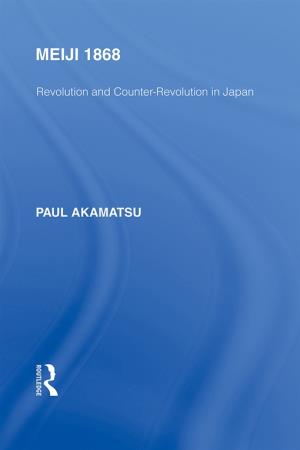 MEIJI 1868
Revolution and Counter-Revolution in Japan
PAUL AKAMATSU
ROUTLEDGE